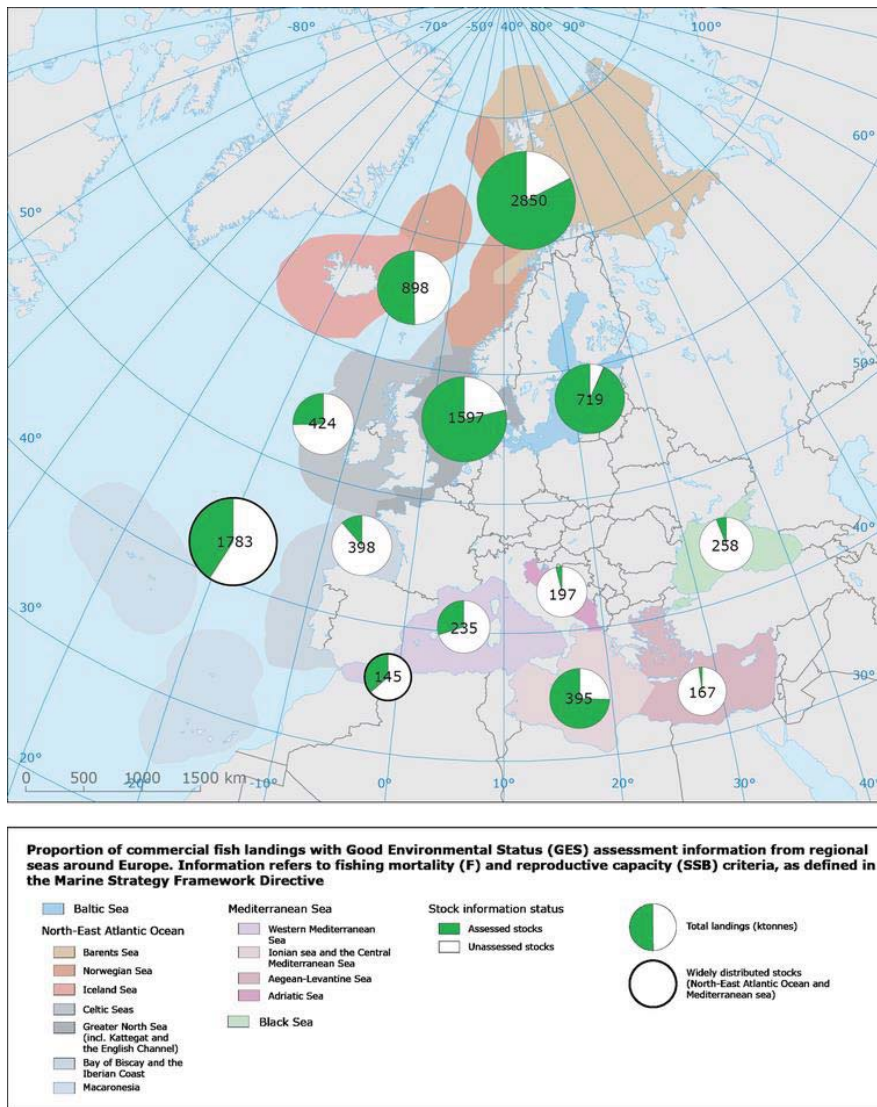 -80°
-70°
-50°
40°
80°
90°
100°
60°
50°
50°
40°
40°
30°
30°
20°
2850
898
1597
719
424
1783
398
258
197
235
145
395
167
0 500 1000 1500 km
-20°
-10°
0°
10°
20°
30°
40°
Proportion of commercial fish landings with Good Environmental Status (GES) assessment information from regional
seas around Europe. Information refers to fishing mortality (F) and reproductive capacity (SSB) criteria, as defined in
the Marine Strategy Framework Directive
Baltic Sea
North-East Atlantic Ocean
Barents Sea
Norwegian Sea
Iceland Sea
Celtic Seas
Greater North Sea
(incl. Kattegat and
the English Channel)
Bay of Biscay and the
Iberian Coast
Macaronesia
Mediterranean Sea
Western Mediterranean
Sea
Ionian sea and the Central
Mediterranean Sea
Aegean-Levantine Sea
Adriatic Sea
Black Sea
Stock information status
Assessed stocks
Unassessed stocks
Total landings (ktonnes)
Widely distributed stocks
(North-East Atlantic Ocean and
Mediterranean sea)